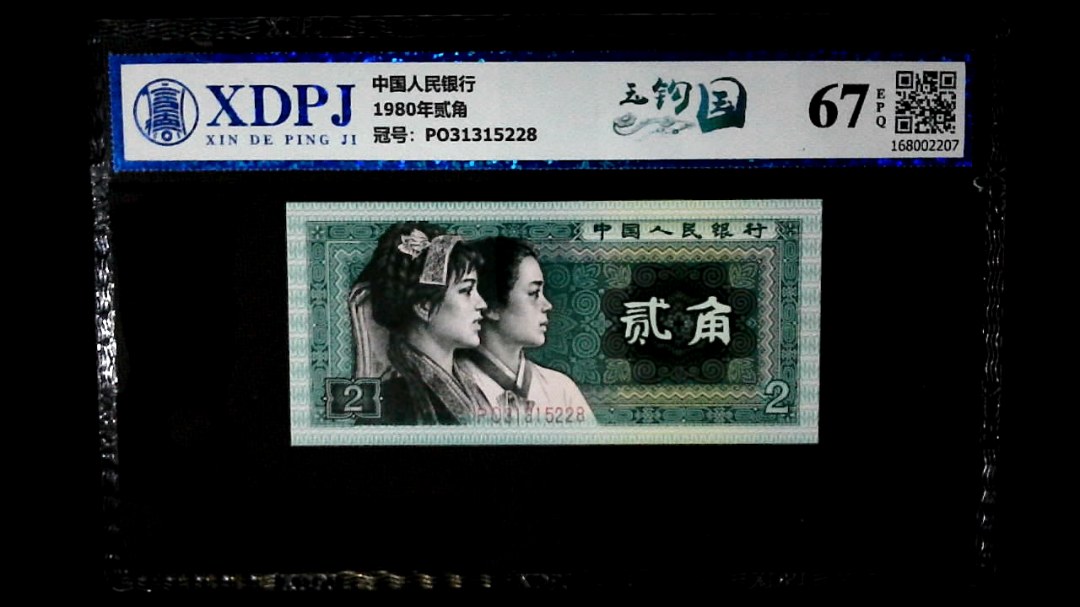 XDPJ
XIN DE PING JI
中国人民银行
1980年贰角
冠号：PO31315228
玉钩国
67
EPQ
168002207
中国人民银行
贰角
2
2
PO31315228